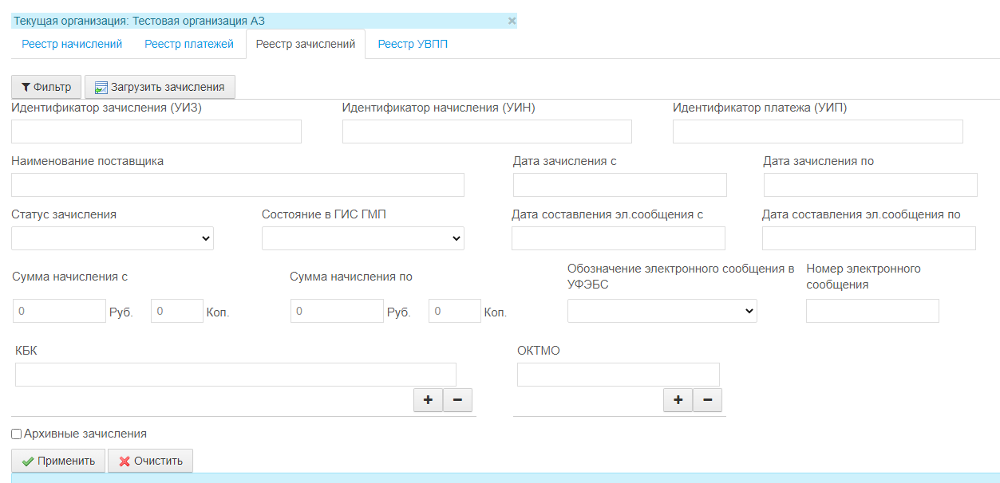 Текущая организация: Тестовая организация АЗ
Реестр начислений Реестр платежей Реестр зачислений Реестр УВПП
Фильтр Загрузить зачисления
Идентификатор зачисления (УИЗ) Идентификатор начисления (УИН) Идентификатор платежа (УИП)
Наименование поставщика Дата зачисления с Дата зачисления по
Статус зачисления Состояние в ГИС ГМП Дата составления эл.сообщения с Дата составления эл.сообщения по
Сумма начисления с Сумма начисления по Обозначение электронного сообщения в УФЭБС Номер электронного сообщения
0 Руб. 0 Коп. 0 Руб. 0 Коп.
КБК ОКТМО
+ − + −
Архивные зачисления
Применить Очистить